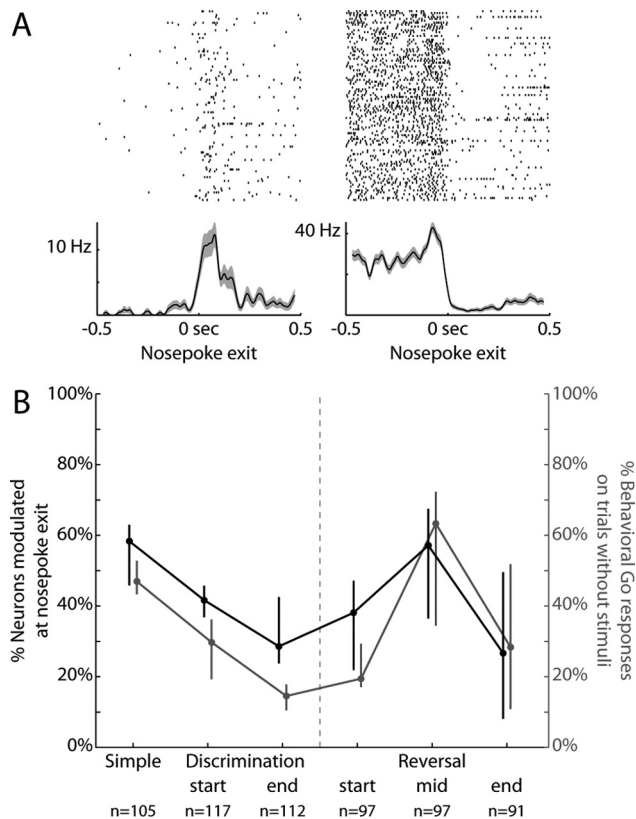 A
10 Hz
40 Hz
-0.5 0 sec 0.5
-0.5 0 sec 0.5
Nosepoke exit
Nosepoke exit
B
100%
80%
60%
40%
20%
0%
% Neurons modulated
at nosepoke exit
100%
80%
60%
40%
20%
0%
% Behavioral Go responses
on trials without stimuli
Simple Discrimination Reversal
start end start mid end
n=105 n=117 n=112 n=97 n=97 n=91